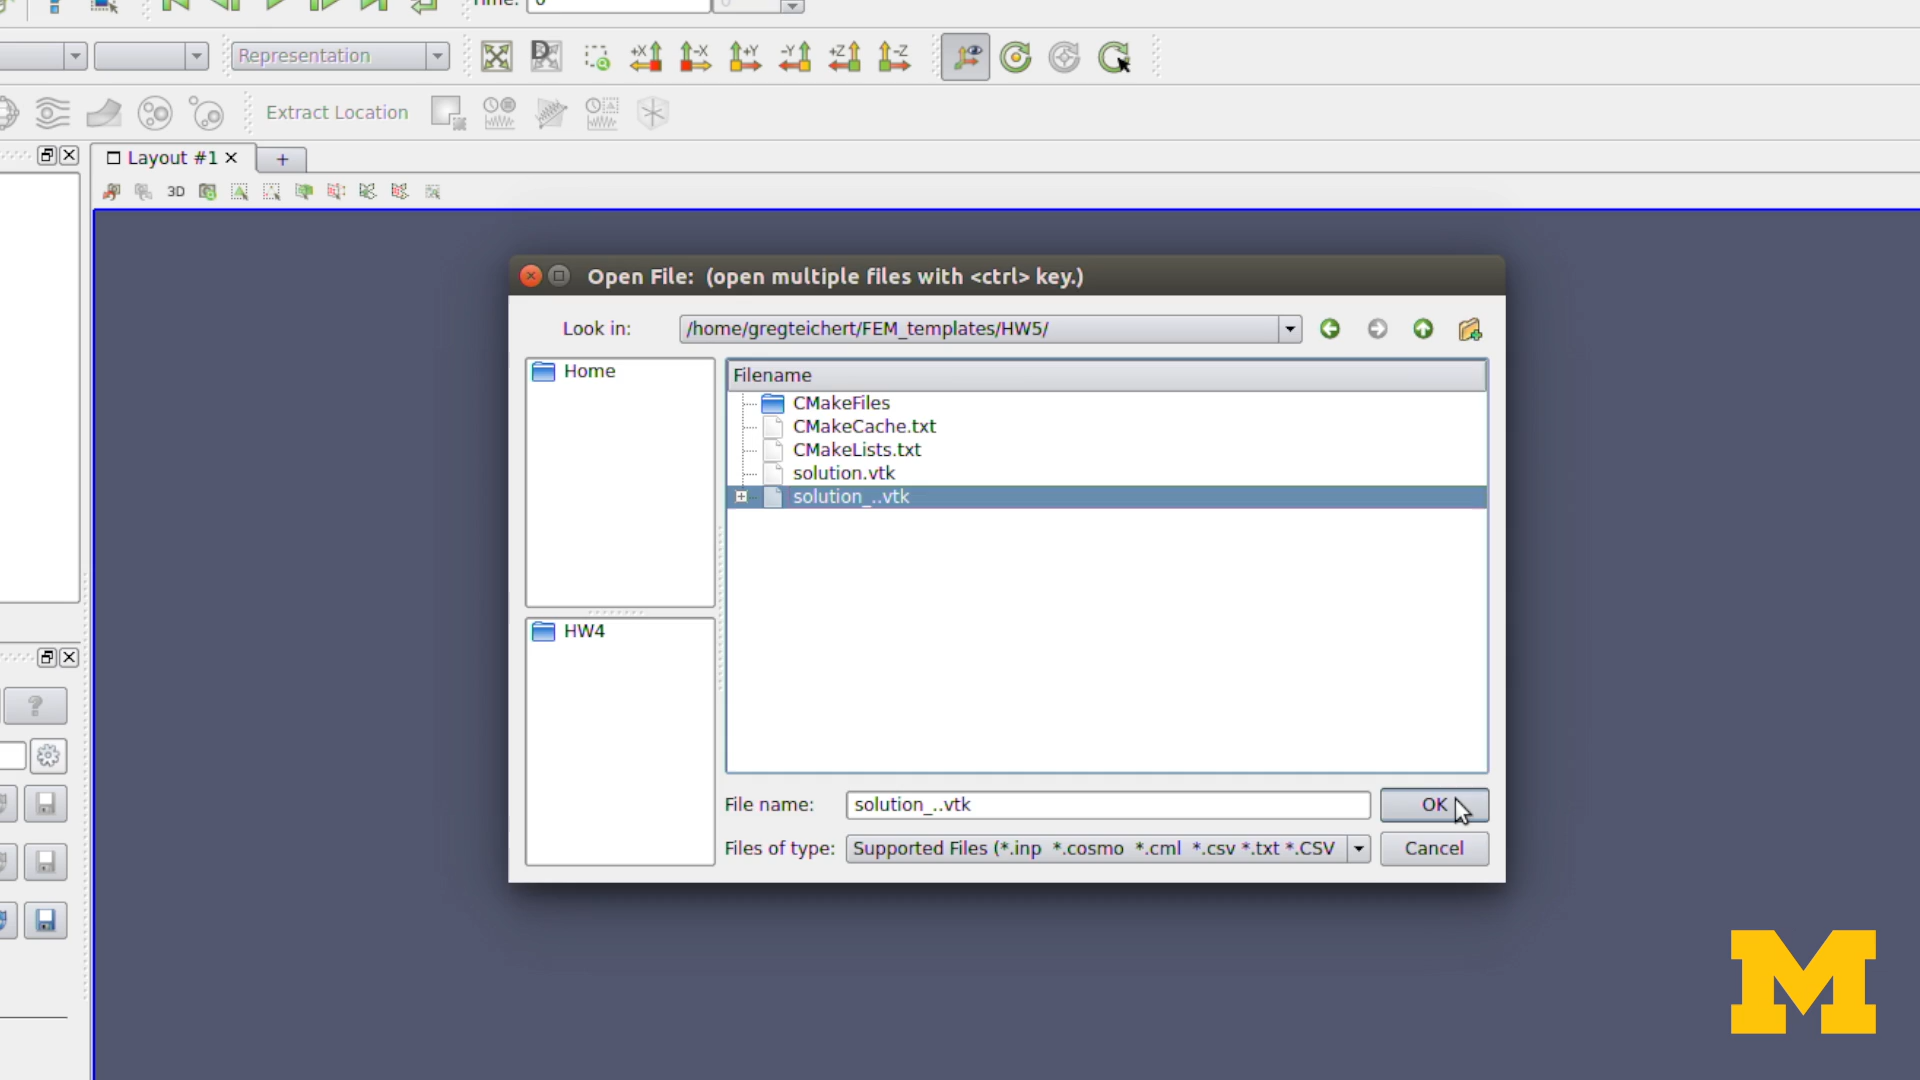 Time: 0 0
Representation +X -X +Y -Y +Z -Z
Extract Location
Layout #1 +
3D
Open File: (open multiple files with <ctrl> key.)
Look in: /home/gregteichert/FEM_templates/HW5/
Home
Filename
CMakeFiles
CMakeCache.txt
CMakeLists.txt
solution.vtk
solution_..vtk
HW4
?
File name: solution_..vtk OK
Files of type: Supported Files (*.inp *.cosmo *.cml *.csv *.txt *.CSV Cancel
M